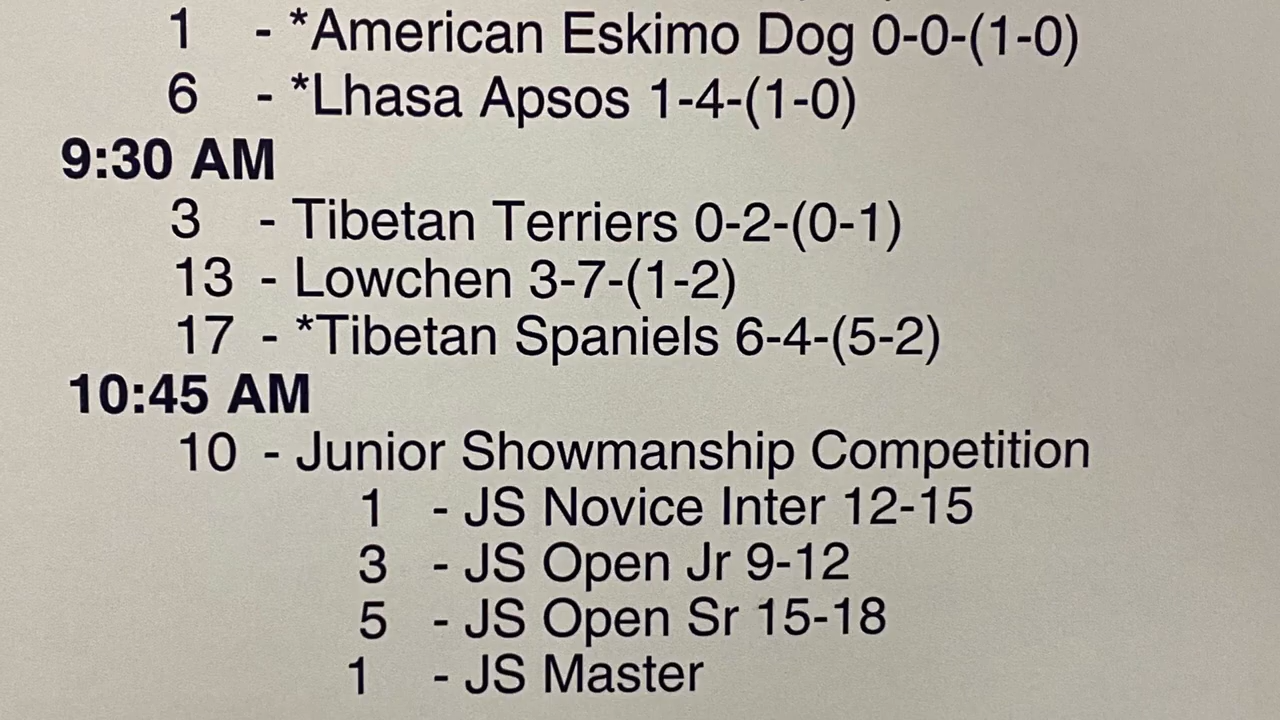 1 - *American Eskimo Dog 0-0-(1-0)
6 - *Lhasa Apsos 1-4-(1-0)
9:30 AM
3 - Tibetan Terriers 0-2-(0-1)
13 - Lowchen 3-7-(1-2)
17 - *Tibetan Spaniels 6-4-(5-2)
10:45 AM
10 - Junior Showmanship Competition
1 - JS Novice Inter 12-15
3 - JS Open Jr 9-12
5 - JS Open Sr 15-18
1 - JS Master